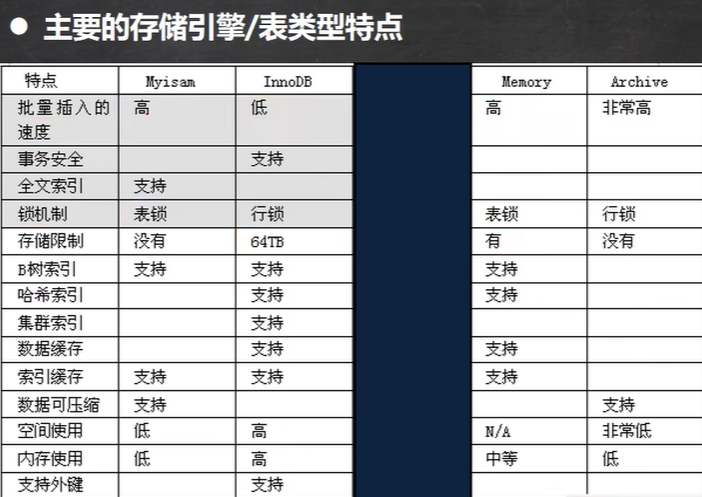 ● 主要的存储引擎/表类型特点
特点 Myisam InnoDB Memory Archive
批量插入的 高 低 高 非常高
速度
事务安全 支持
全文索引 支持
锁机制 表锁 行锁 表锁 行锁
存储限制 没有 64TB 有 没有
B树索引 支持 支持 支持
哈希索引 支持 支持
集群索引 支持
数据缓存 支持 支持
索引缓存 支持 支持 支持
数据可压缩 支持 支持
空间使用 低 高 N/A 非常低
内存使用 低 高 中等 低
支持外键 支持